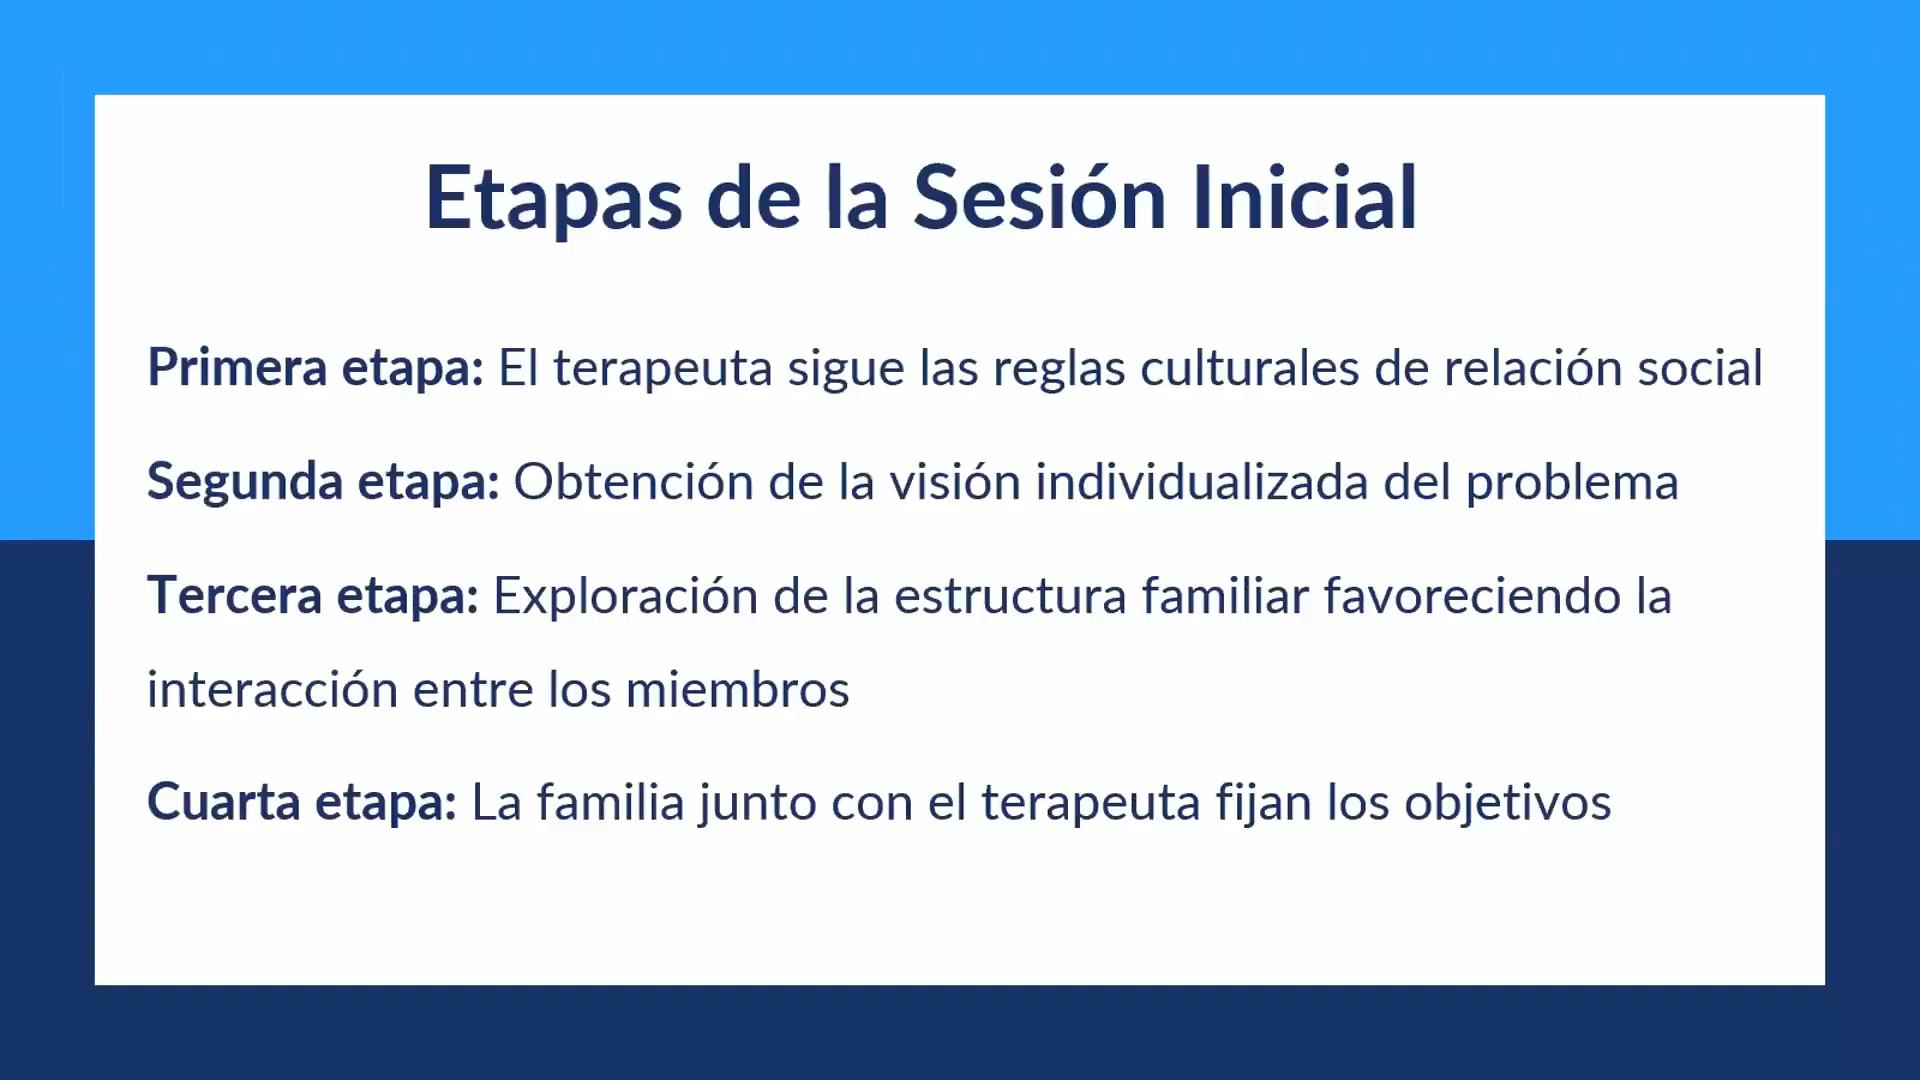 Etapas de la Sesión Inicial
Primera etapa: El terapeuta sigue las reglas culturales de relación social
Segunda etapa: Obtención de la visión individualizada del problema
Tercera etapa: Exploración de la estructura familiar favoreciendo la
interacción entre los miembros
Cuarta etapa: La familia junto con el terapeuta fijan los objetivos